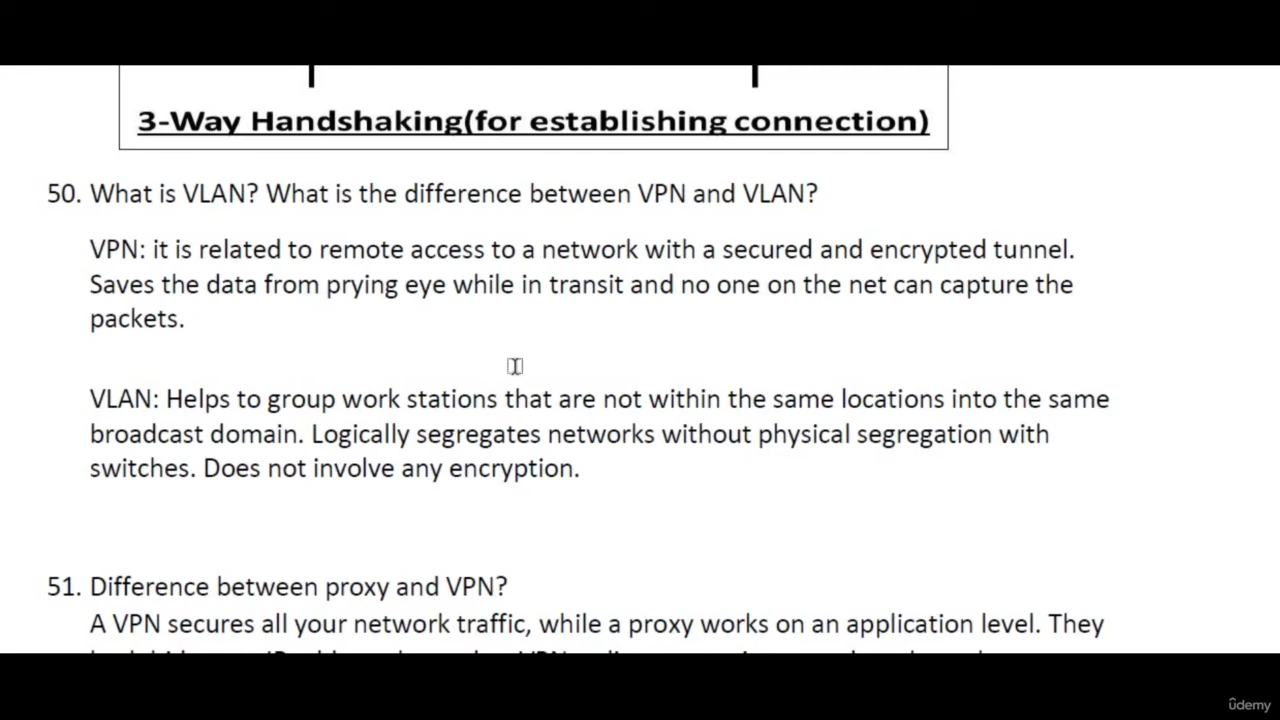 3-Way Handshaking(for establishing connection)
50. What is VLAN? What is the difference between VPN and VLAN?
VPN: it is related to remote access to a network with a secured and encrypted tunnel.
Saves the data from prying eye while in transit and no one on the net can capture the
packets.
VLAN: Helps to group work stations that are not within the same locations into the same
broadcast domain. Logically segregates networks without physical segregation with
switches. Does not involve any encryption.
51. Difference between proxy and VPN?
A VPN secures all your network traffic, while a proxy works on an application level. They
ûdemy